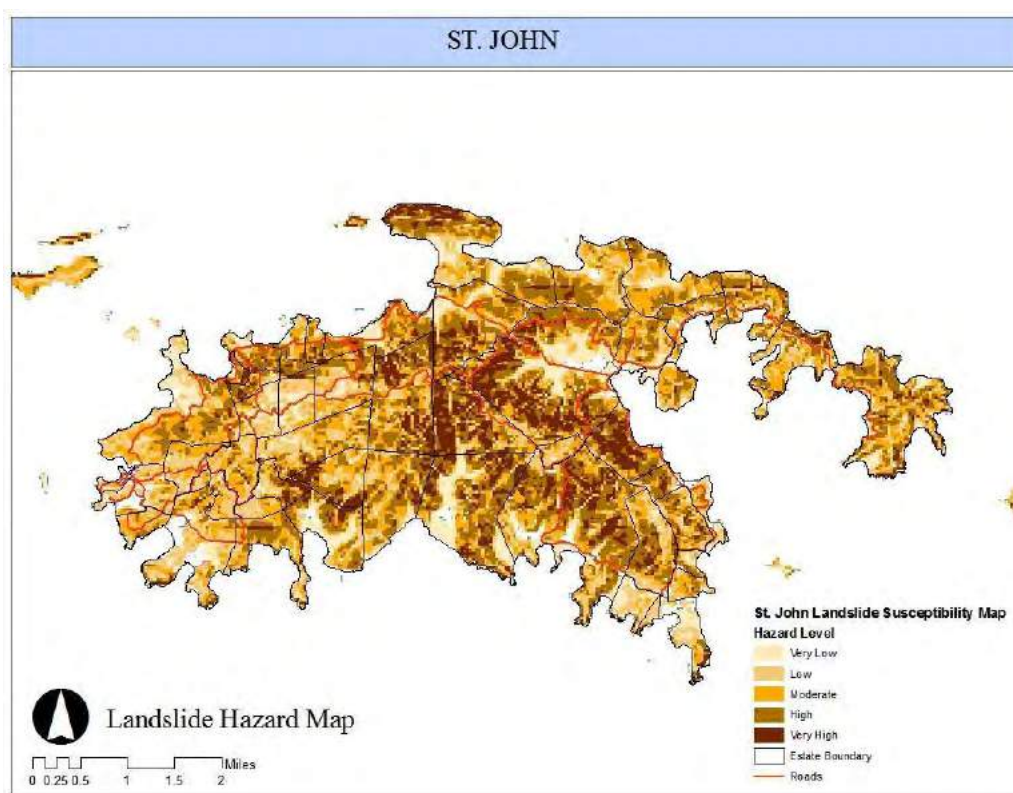 ST. JOHN
St. John Landslide Susceptibility Map
Hazard Level
Very Low
Low
Moderate
High
Very High
Estate Boundary
Roads
Landslide Hazard Map
Miles
0 0.25 0.5 1 1.5 2